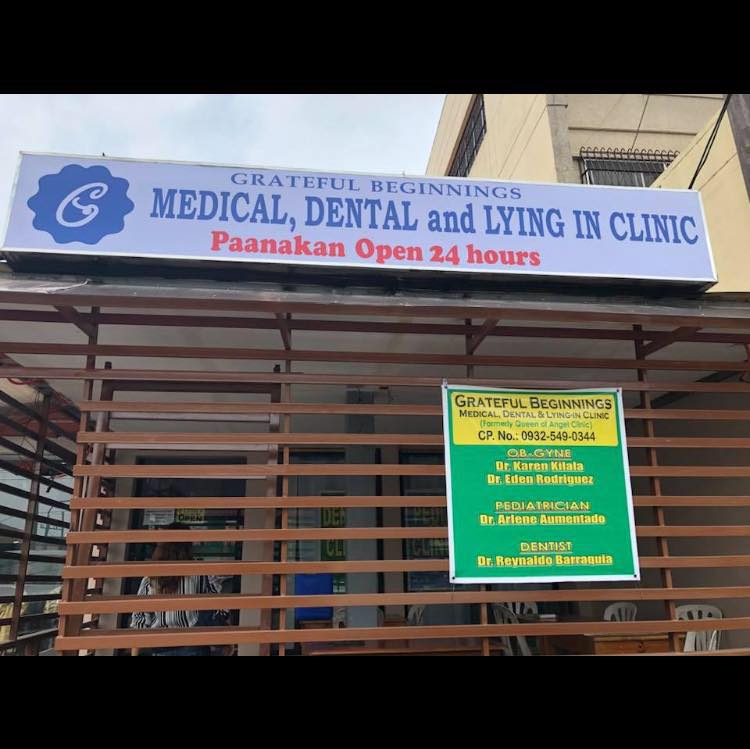 G
GRATEFUL BEGINNINGS
MEDICAL, DENTAL and LYING IN CLINIC
Paanakan Open 24 hours
GRATEFUL BEGINNINGS
MEDICAL, DENTAL & LYING-IN CLINIC
(Formerly Queen of Angel Clinic)
CP. No.: 0932-549-0344
OB-GYNE
Dr. Karen Kilala
Dr. Eden Rodriguez
PEDIATRICIAN
Dr. Arlene Aumentado
DENTIST
Dr. Reynaldo Barraquia
OPEN